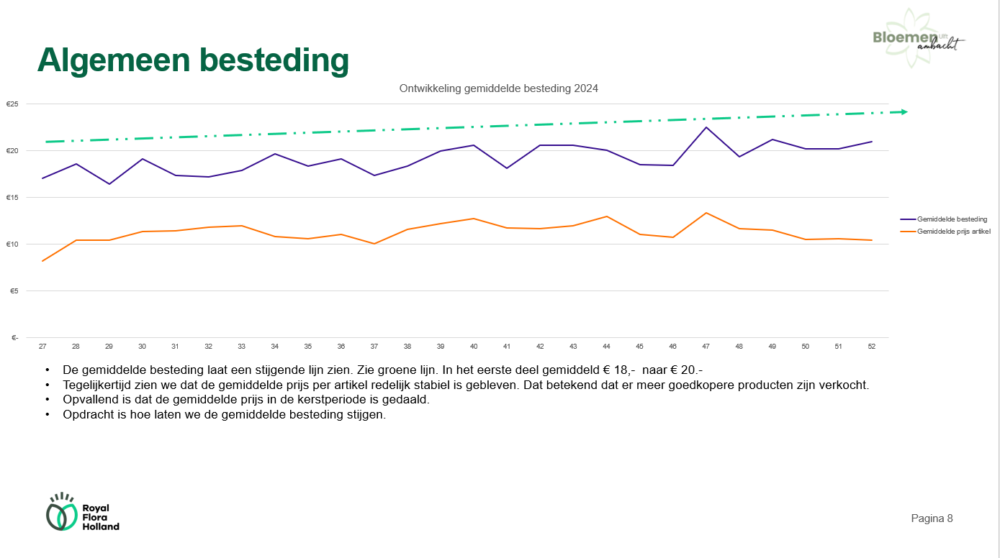 Bloemen Ulft
ambacht
Algemeen besteding
Ontwikkeling gemiddelde besteding 2024
€25
€20
€15
€10
€5
€-
27 28 29 30 31 32 33 34 35 36 37 38 39 40 41 42 43 44 45 46 47 48 49 50 51 52
Gemiddelde besteding
Gemiddelde prijs artikel
• De gemiddelde besteding laat een stijgende lijn zien. Zie groene lijn. In het eerste deel gemiddeld € 18,- naar € 20.-
• Tegelijkertijd zien we dat de gemiddelde prijs per artikel redelijk stabiel is gebleven. Dat betekend dat er meer goedkopere producten zijn verkocht.
• Opvallend is dat de gemiddelde prijs in de kerstperiode is gedaald.
• Opdracht is hoe laten we de gemiddelde besteding stijgen.
Royal
Flora
Holland
Pagina 8